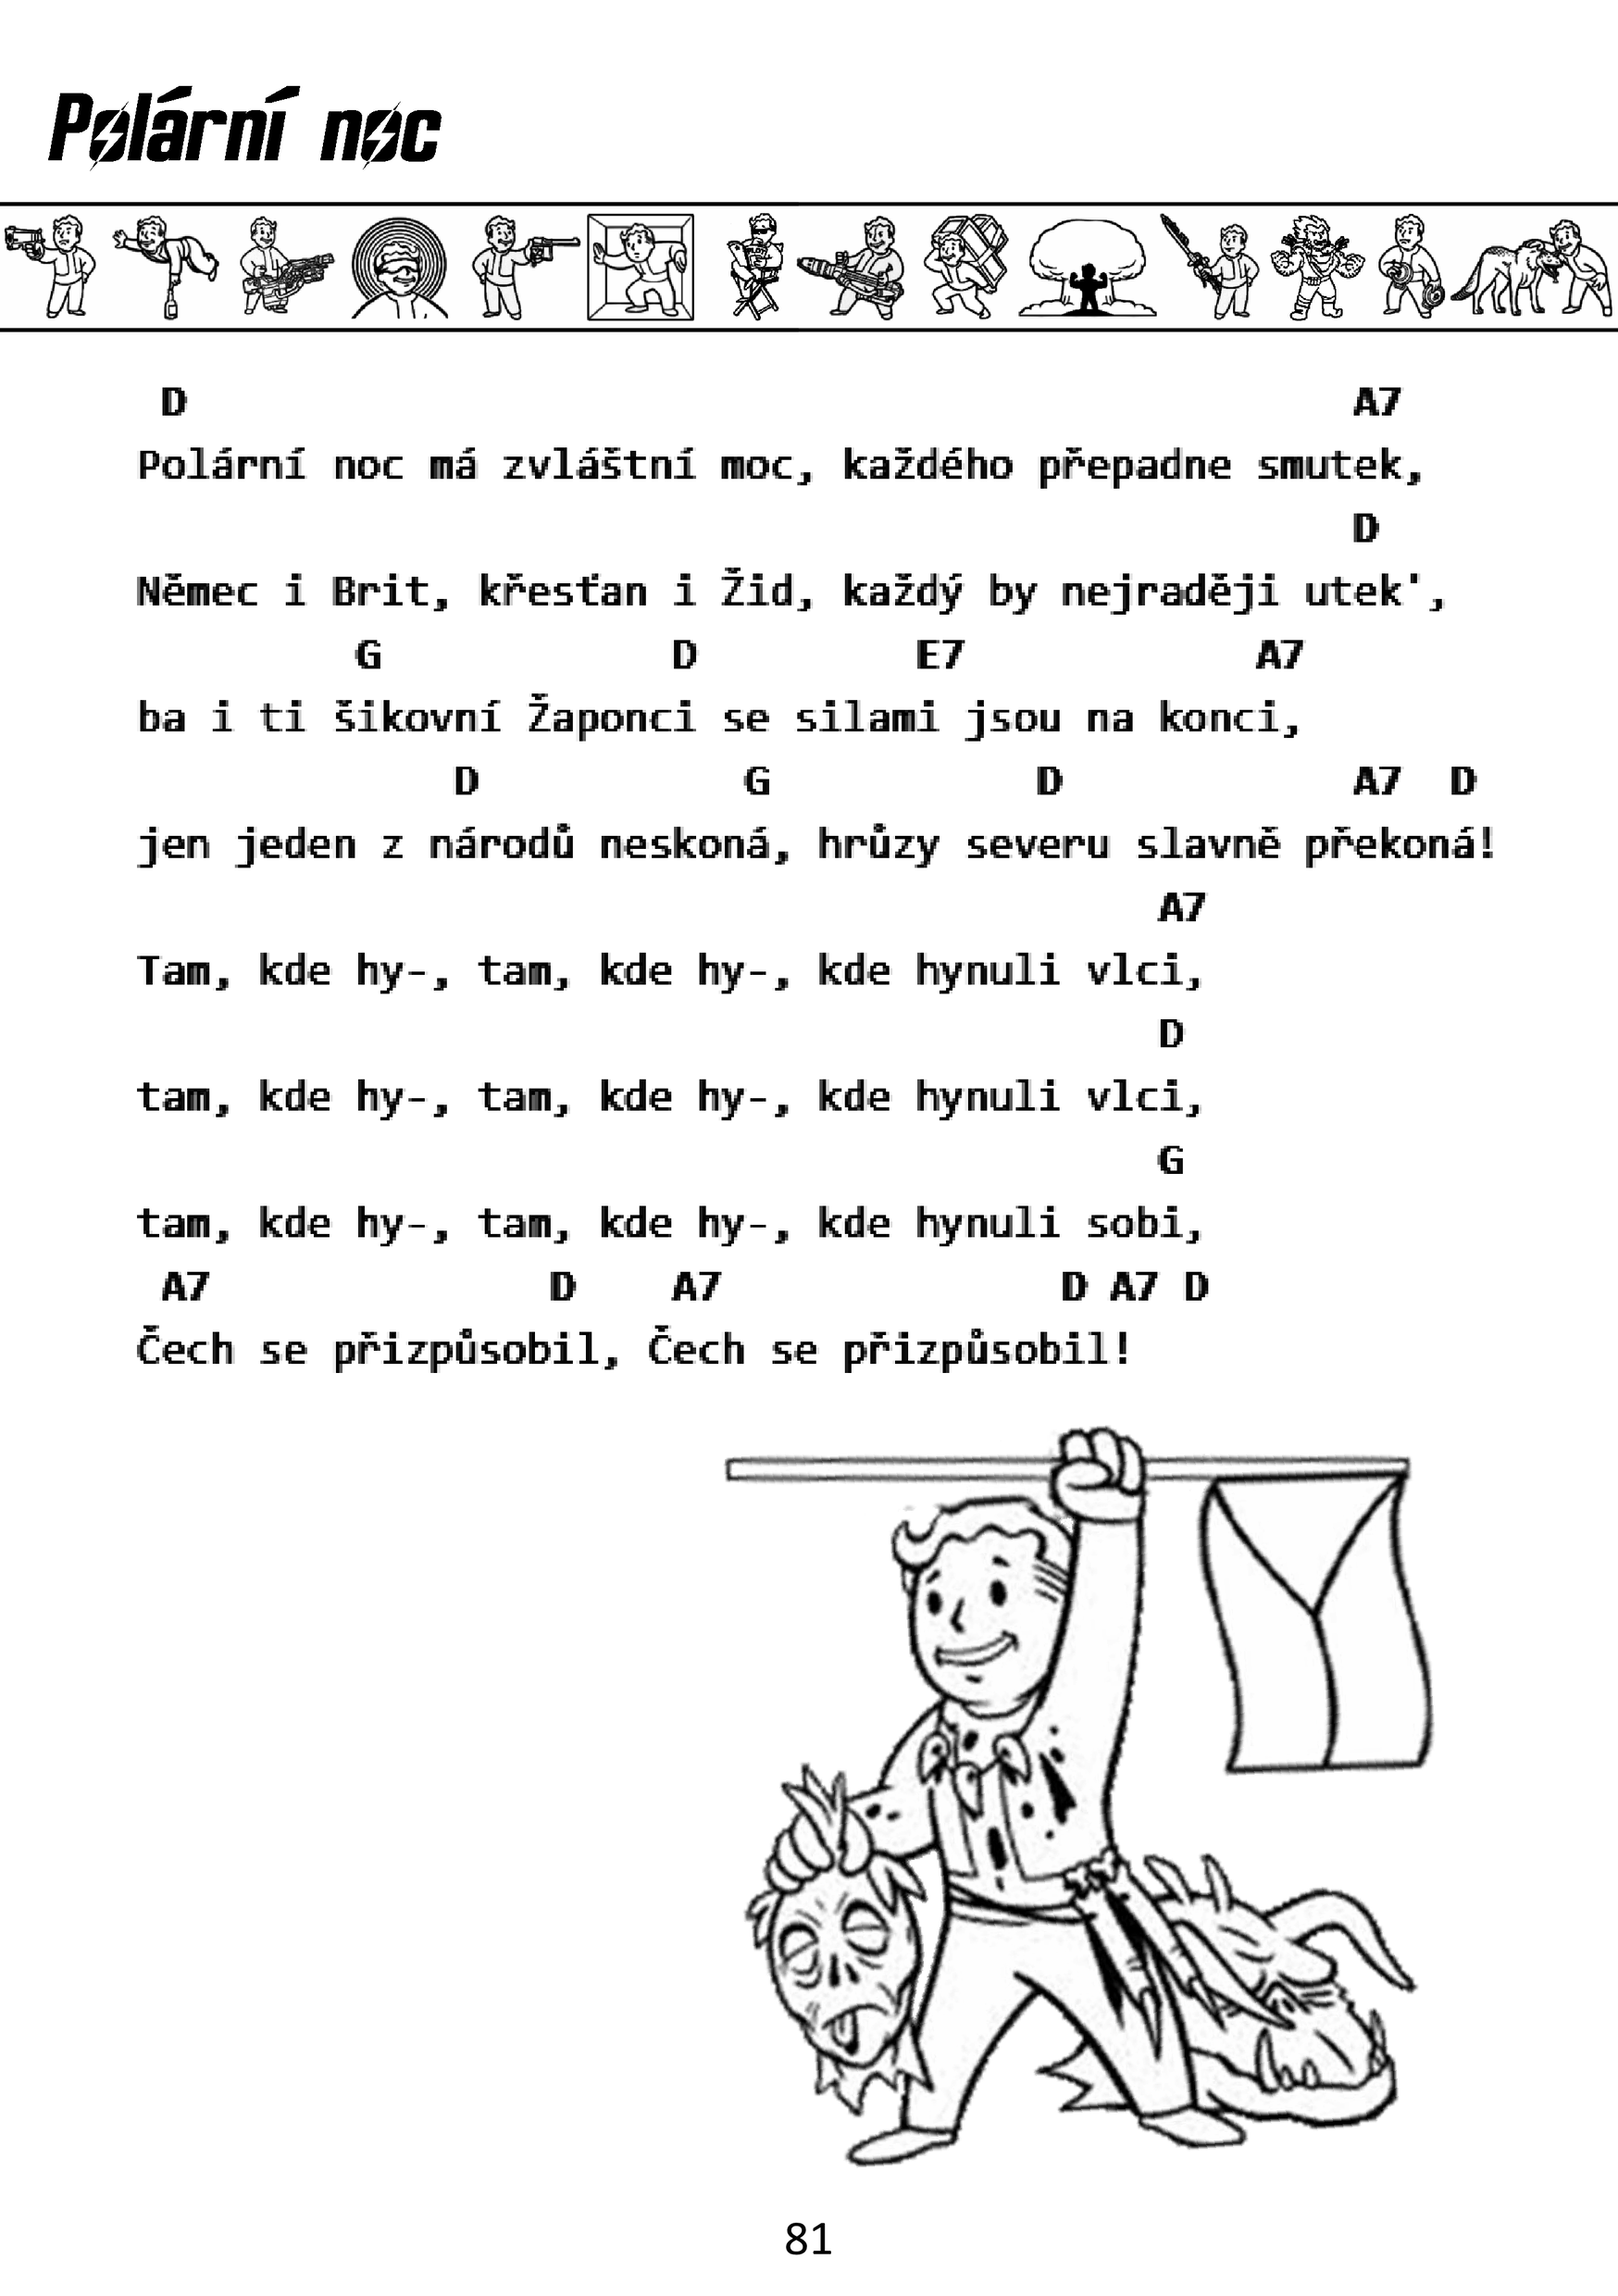 Polární noc
D A7
Polární noc má zvláštní moc, každého přepadne smutek,
D
Němec i Brit, křesťan i Žid, každý by nejraději utek',
G D E7 A7
ba i ti šikovní Žaponci se silami jsou na konci,
D G D A7 D
jen jeden z národů neskoná, hrůzy severu slavně překoná!
A7
Tam, kde hy-, tam, kde hy-, kde hynuli vlci,
D
tam, kde hy-, tam, kde hy-, kde hynuli vlci,
G
tam, kde hy-, tam, kde hy-, kde hynuli sobi,
A7 D A7 D A7 D
Čech se přizpůsobil, Čech se přizpůsobil!
81